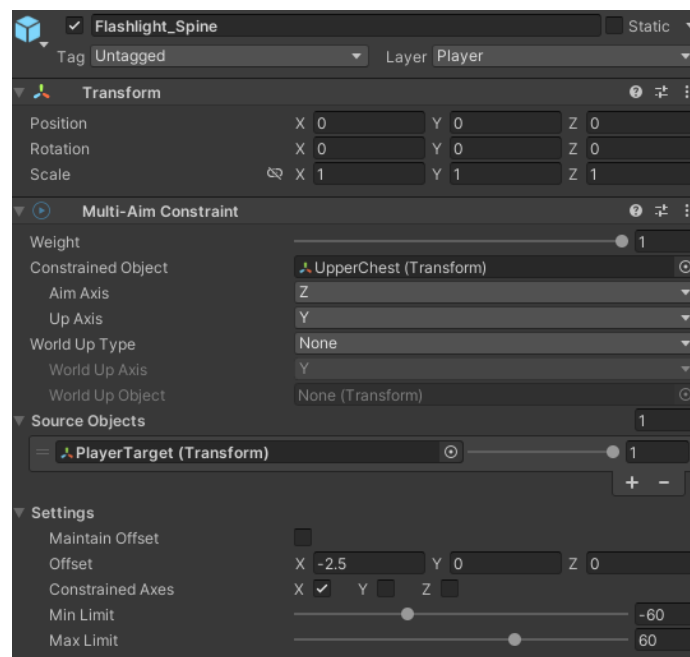 Flashlight_Spine Static
Tag Untagged Layer Player
Transform
Position X 0 Y 0 Z 0
Rotation X 0 Y 0 Z 0
Scale X 1 Y 1 Z 1
Multi-Aim Constraint
Weight 1
Constrained Object UpperChest (Transform)
Aim Axis Z
Up Axis Y
World Up Type None
World Up Axis Y
World Up Object None (Transform)
Source Objects 1
PlayerTarget (Transform) 1
+ -
Settings
Maintain Offset
Offset X -2.5 Y 0 Z 0
Constrained Axes X Y Z
Min Limit -60
Max Limit 60